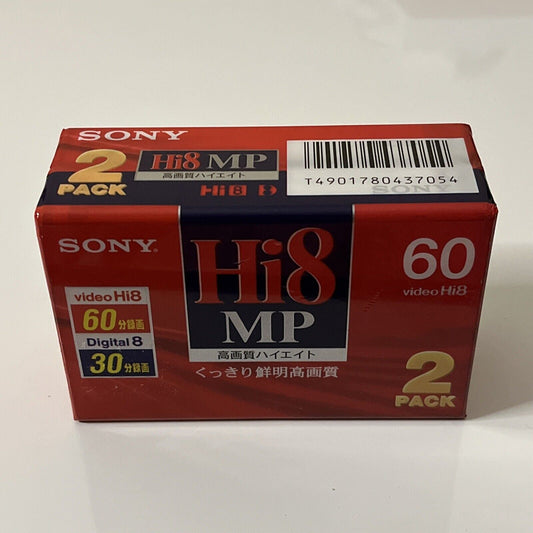 SONY
2
PACK
Hi8 MP
高画質ハイエイト
Hi8
T4901780437054
SONY
SONY
Hi8
MP
高画質ハイエイト
くっきり鮮明高画質
60
video Hi8
video Hi8
60分録画
Digital 8
30分録画
2
PACK